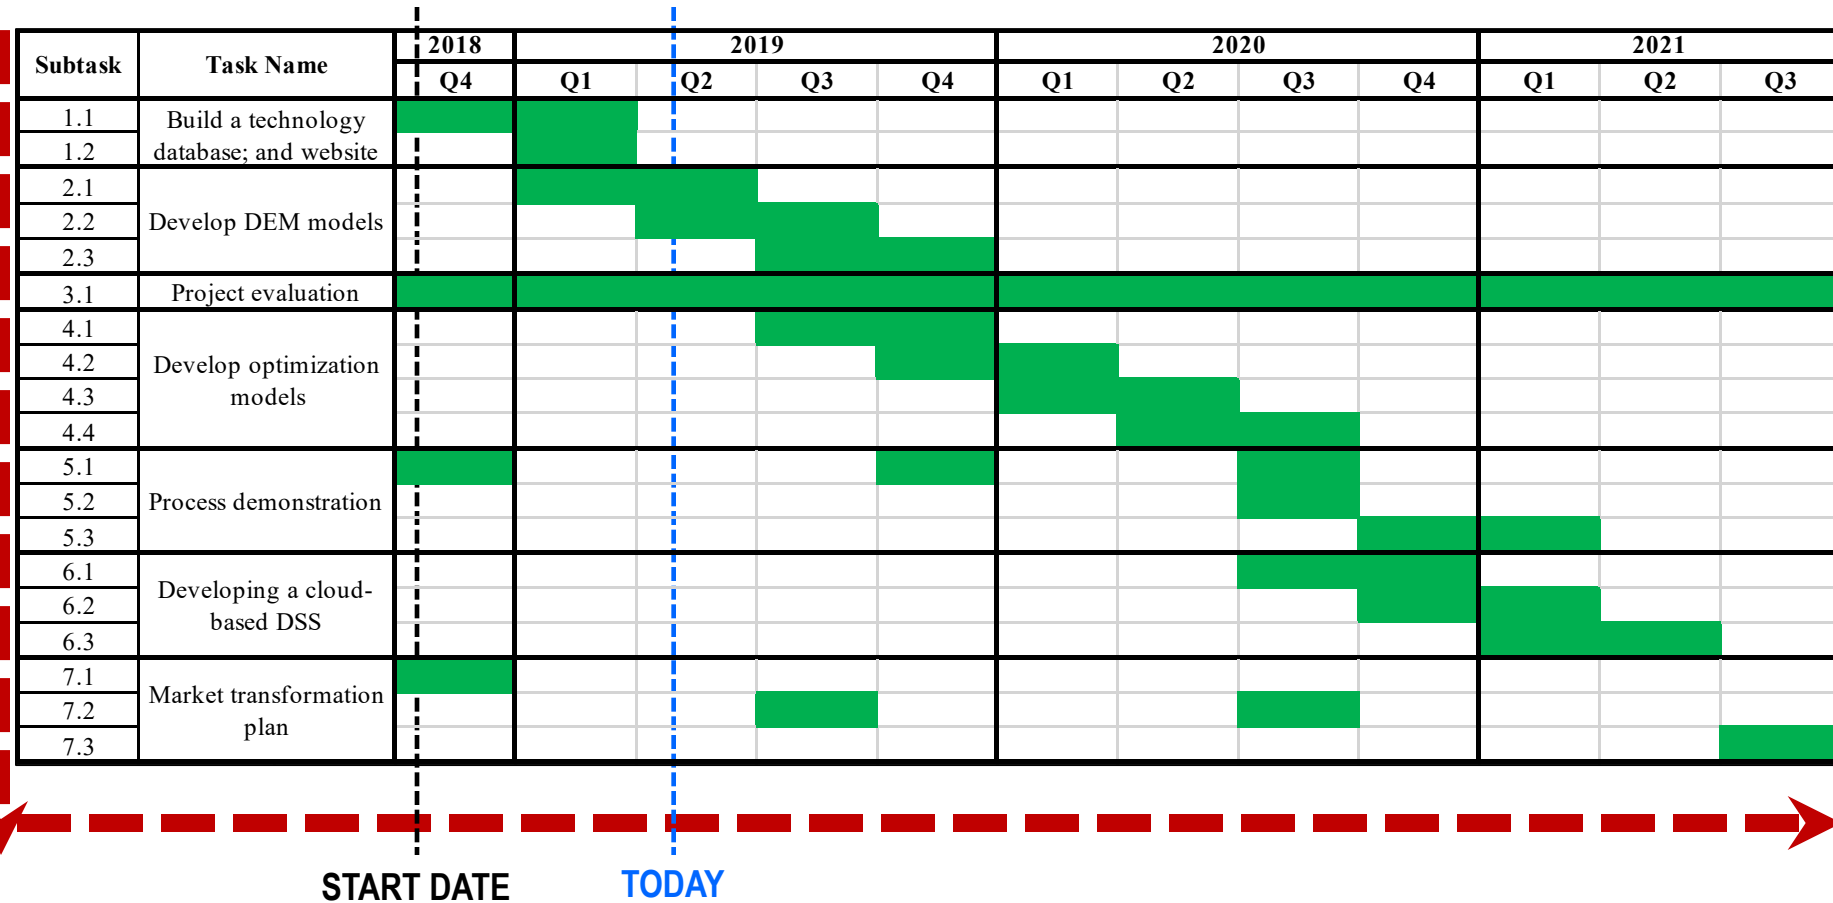 Subtask Task Name 2018 2019 2020 2021
Q4 Q1 Q2 Q3 Q4 Q1 Q2 Q3 Q4 Q1 Q2 Q3
1.1 Build a technology
1.2 database; and website
2.1
2.2 Develop DEM models
2.3
3.1 Project evaluation
4.1
4.2 Develop optimization
4.3 models
4.4
5.1
5.2 Process demonstration
5.3
6.1 Developing a cloud-
6.2 based DSS
6.3
7.1 Market transformation
7.2 plan
7.3
START DATE TODAY